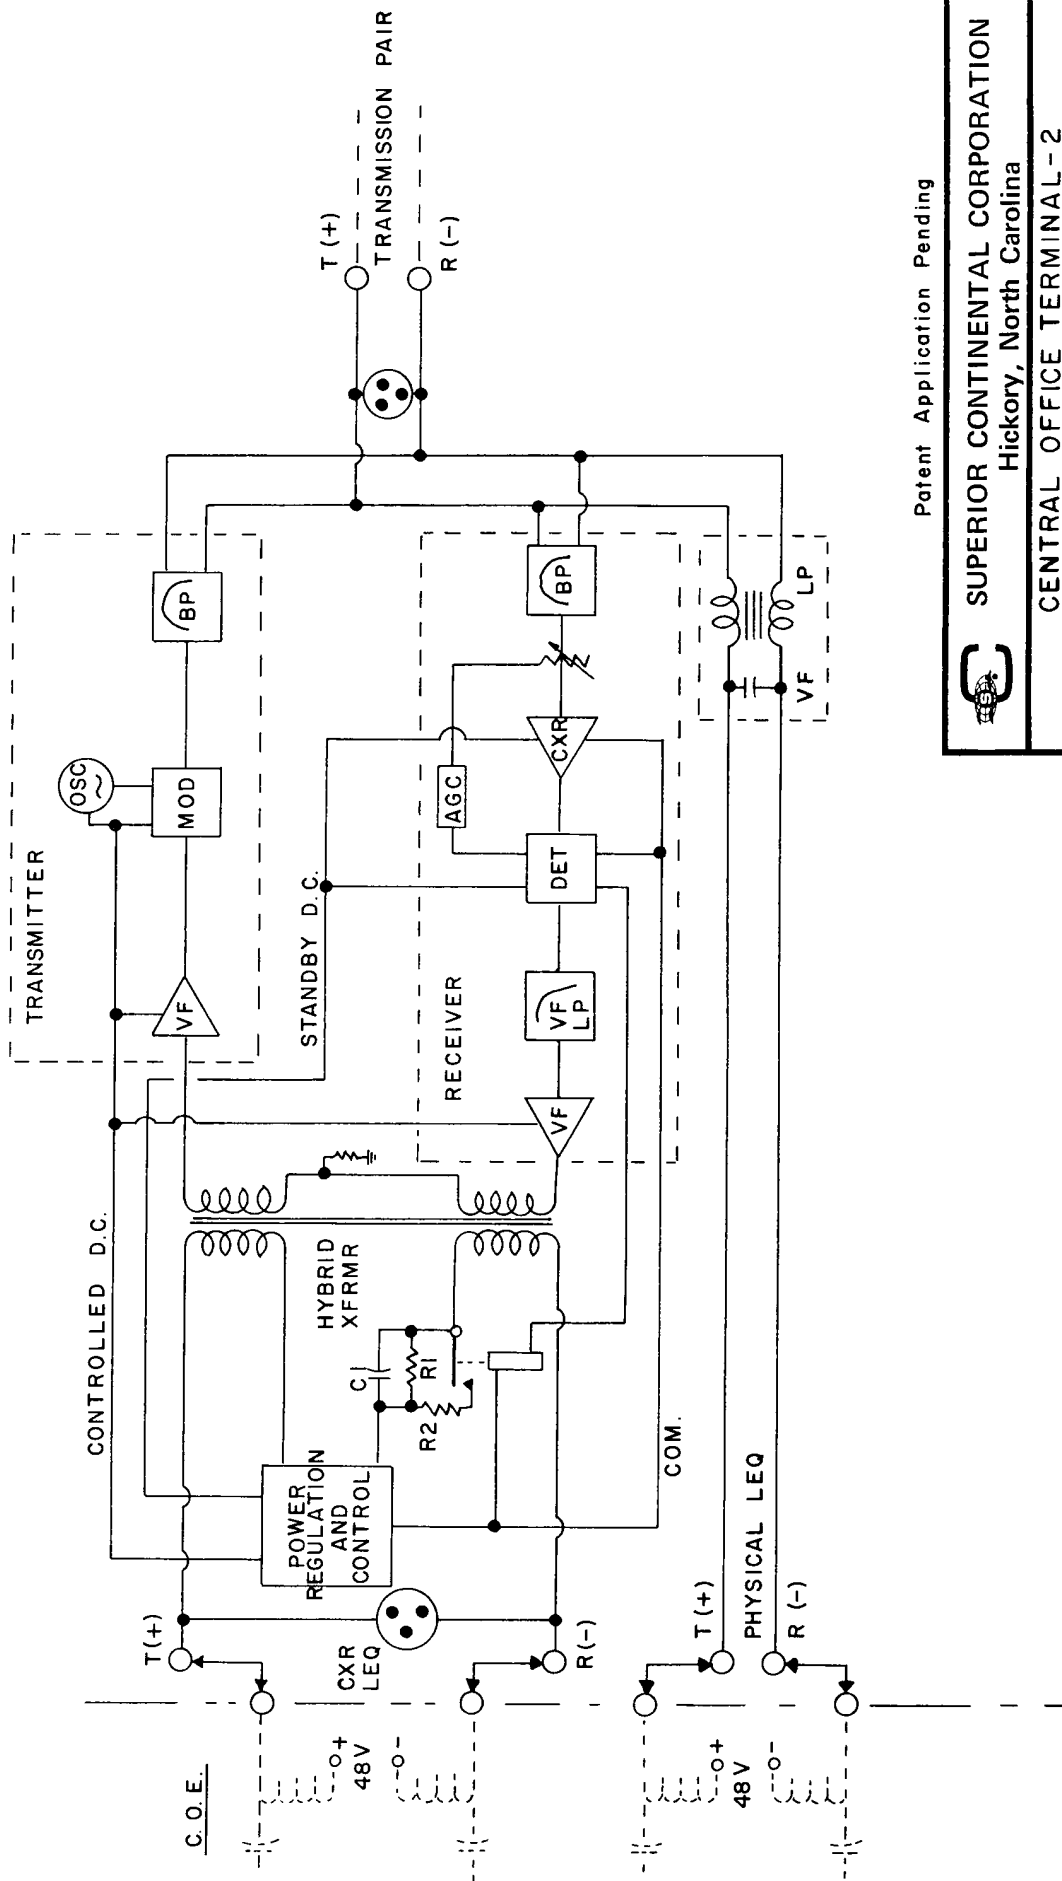 TRANSMITTER
OSC
MOD
BP
VF
CONTROLLED D.C.
STANDBY D.C.
RECEIVER
BP
CXR
AGC
DET
VF
LP
VF
HYBRID
XFRMR
C1
R1
R2
POWER
REGULATION
AND
CONTROL
COM.
T(+)
CXR
LEQ
R(-)
T (+)
PHYSICAL LEQ
R (-)
VF
LP
T (+)
TRANSMISSION PAIR
R (-)
C.O.E.
+
48V
-
+
48V
-
Patent Application Pending
SUPERIOR CONTINENTAL CORPORATION
Hickory, North Carolina
CENTRAL OFFICE TERMINAL-2